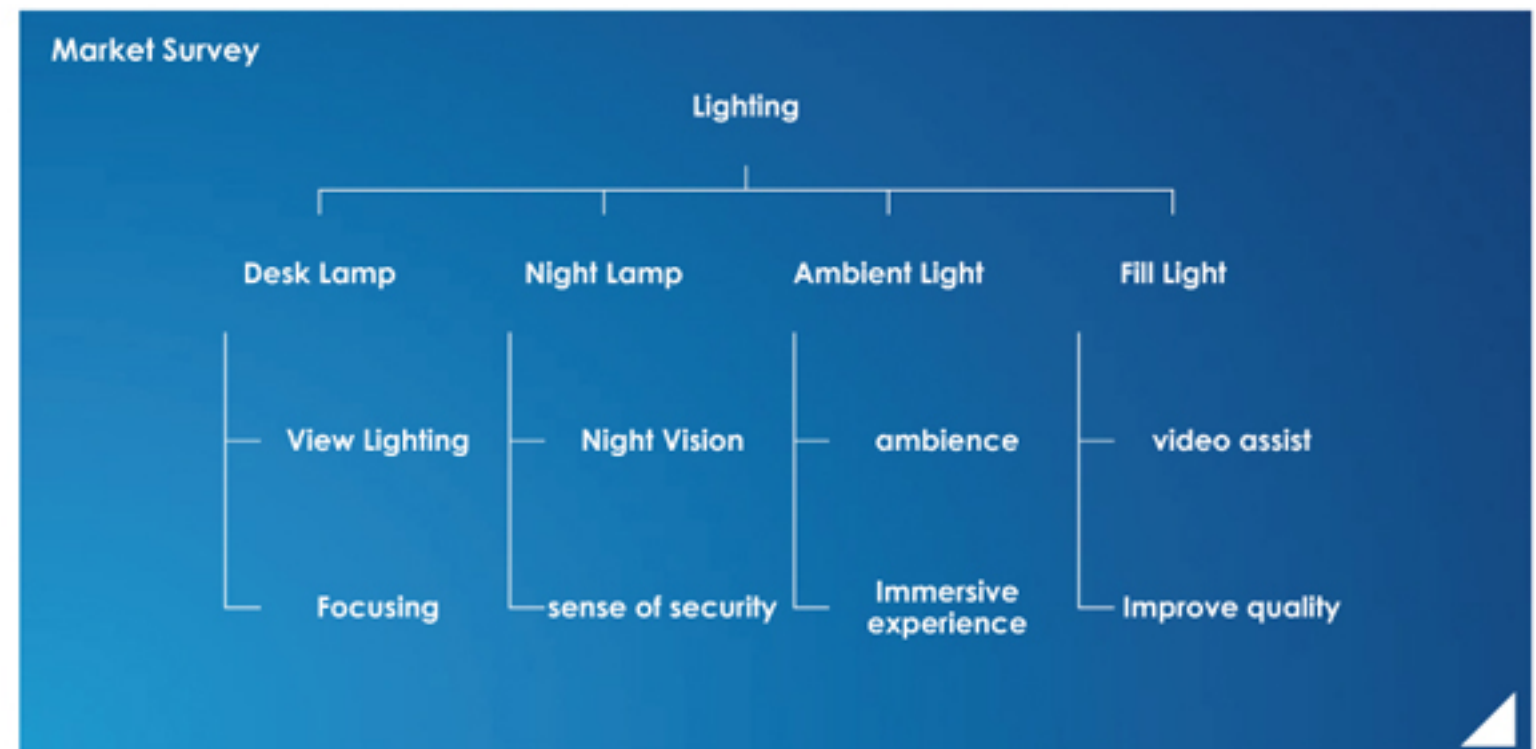 Market Survey
Lighting
Desk Lamp
Night Lamp
Ambient Light
Fill Light
View Lighting
Night Vision
ambience
video assist
Focusing
sense of security
Immersive
experience
Improve quality